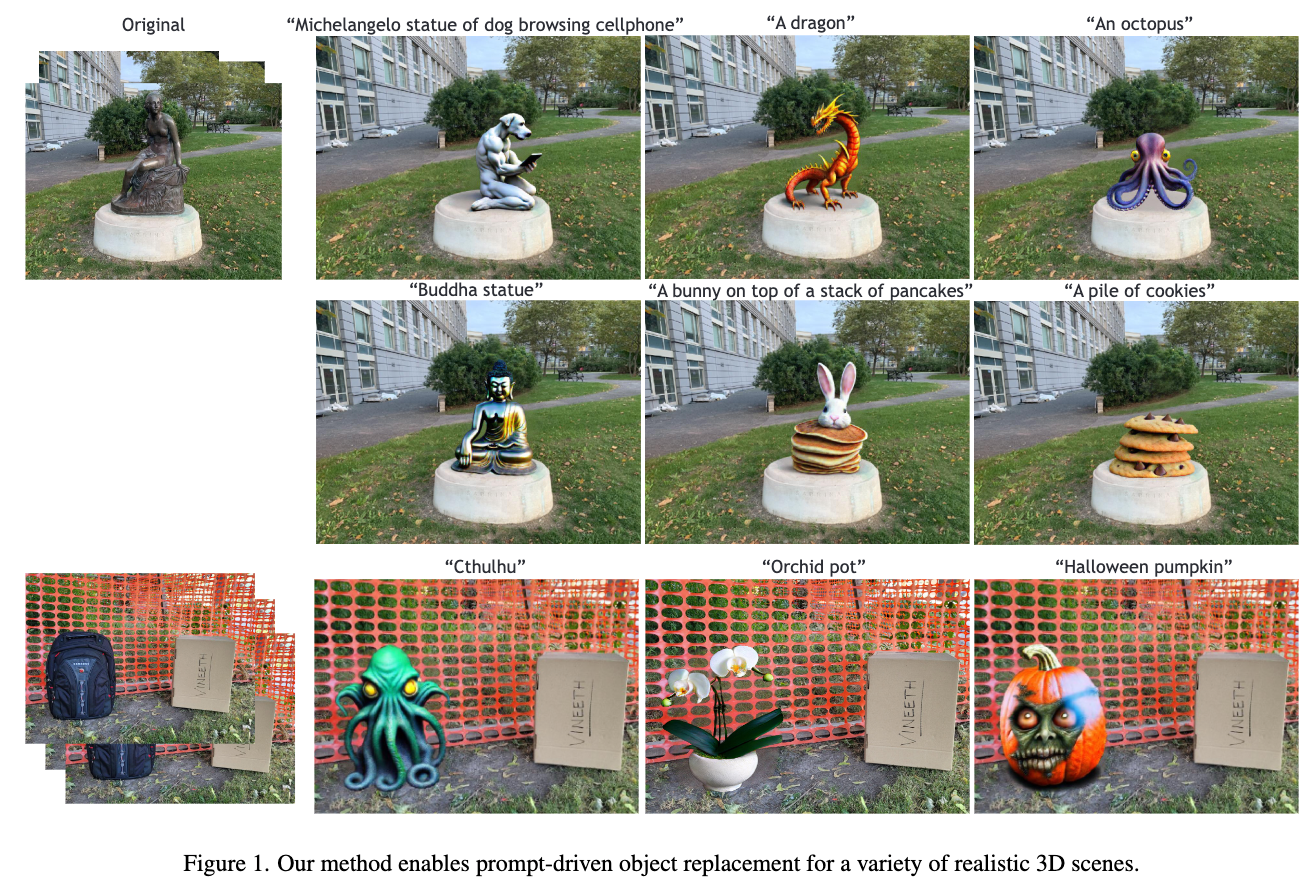 Original
“Michelangelo statue of dog browsing cellphone”
“A dragon”
“An octopus”
“Buddha statue”
“A bunny on top of a stack of pancakes”
“A pile of cookies”
“Cthulhu”
“Orchid pot”
“Halloween pumpkin”
VINEETH
VINEETH
VINEETH
VINEETH
Figure 1. Our method enables prompt-driven object replacement for a variety of realistic 3D scenes.